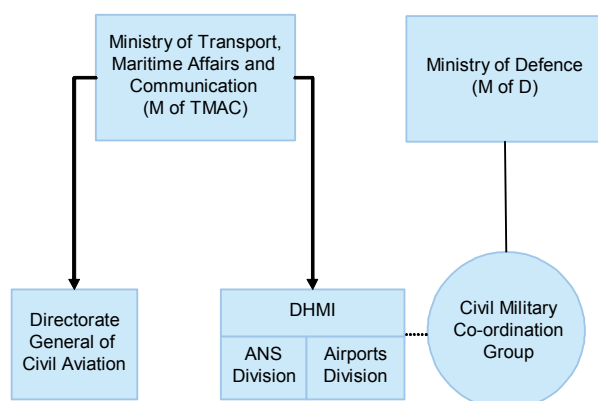 Ministry of Transport,
Maritime Affairs and
Communication
(M of TMAC)
Ministry of Defence
(M of D)
Directorate
General of
Civil Aviation
DHMI
ANS
Division
Airports
Division
Civil Military
Co-ordination
Group